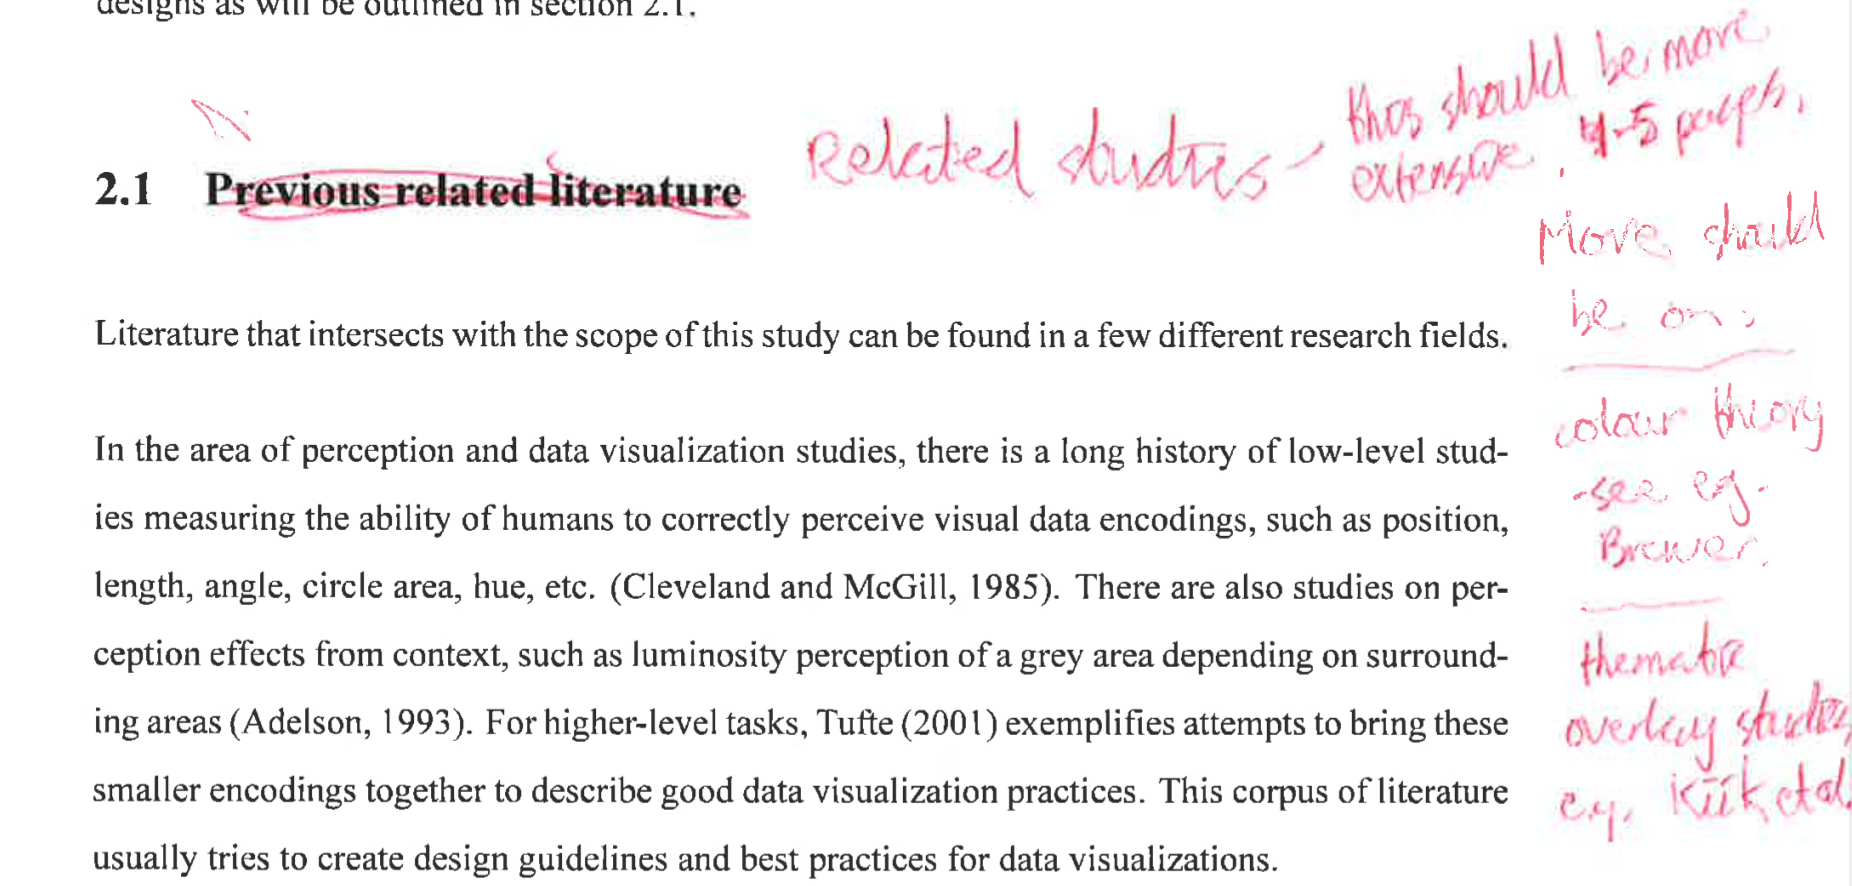 designs as will be outlined in section 2.1.
2.1 Previous related literature
Related studies - this should be more
extensive. 4-5 paraph.
More should
be on:
colour theory
-see eg.
Brewer.
thematic
overlay studies
e.g. Kiik et al
Literature that intersects with the scope of this study can be found in a few different research fields.
In the area of perception and data visualization studies, there is a long history of low-level stud-
ies measuring the ability of humans to correctly perceive visual data encodings, such as position,
length, angle, circle area, hue, etc. (Cleveland and McGill, 1985). There are also studies on per-
ception effects from context, such as luminosity perception of a grey area depending on surround-
ing areas (Adelson, 1993). For higher-level tasks, Tufte (2001) exemplifies attempts to bring these
smaller encodings together to describe good data visualization practices. This corpus of literature
usually tries to create design guidelines and best practices for data visualizations.